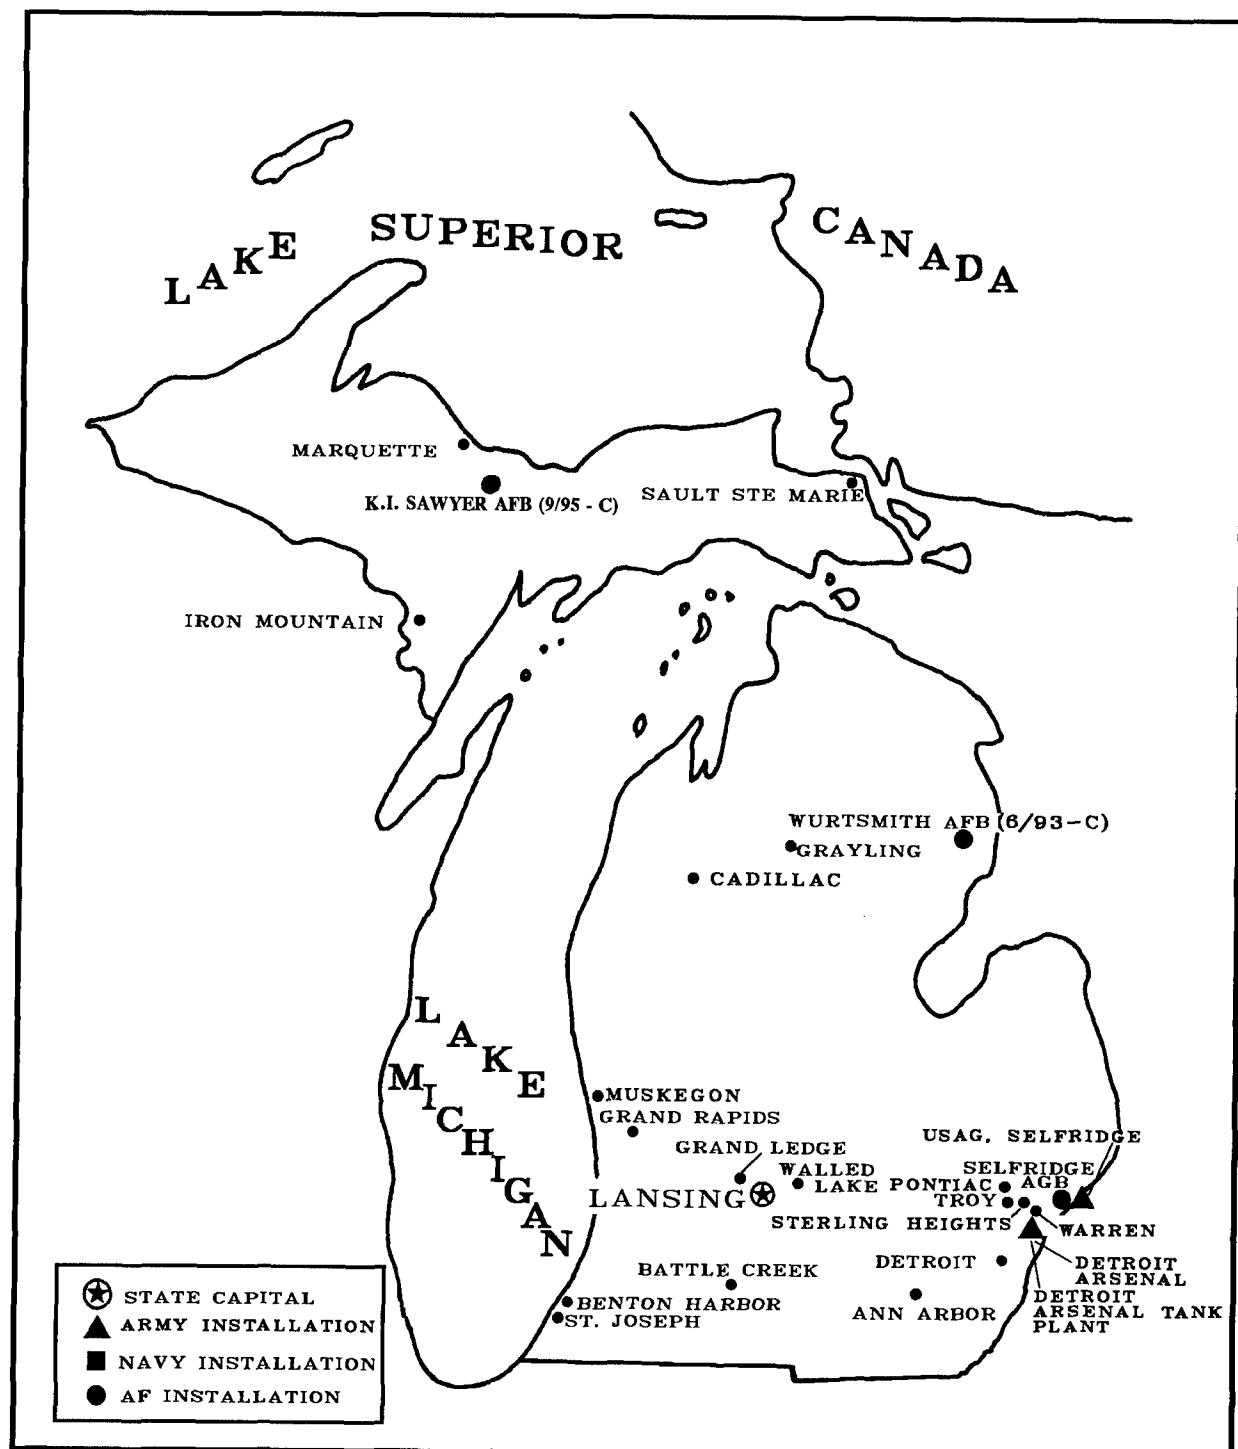 LAKE SUPERIOR
CANADA
MARQUETTE
K.I. SAWYER AFB (9/95 - C)
SAULT STE MARIE
IRON MOUNTAIN
WURTSMITH AFB (6/93-C)
GRAYLING
CADILLAC
LAKE
MICHIGAN
MUSKEGON
GRAND RAPIDS
GRAND LEDGE
WALLED
LAKE
LANSING
USAG, SELFRIDGE
SELFRIDGE
AGB
PONTIAC
TROY
STERLING HEIGHTS
WARREN
DETROIT
DETROIT
ARSENAL
DETROIT
ARSENAL TANK
PLANT
BATTLE CREEK
ANN ARBOR
BENTON HARBOR
ST. JOSEPH
STATE CAPITAL
ARMY INSTALLATION
NAVY INSTALLATION
AF INSTALLATION